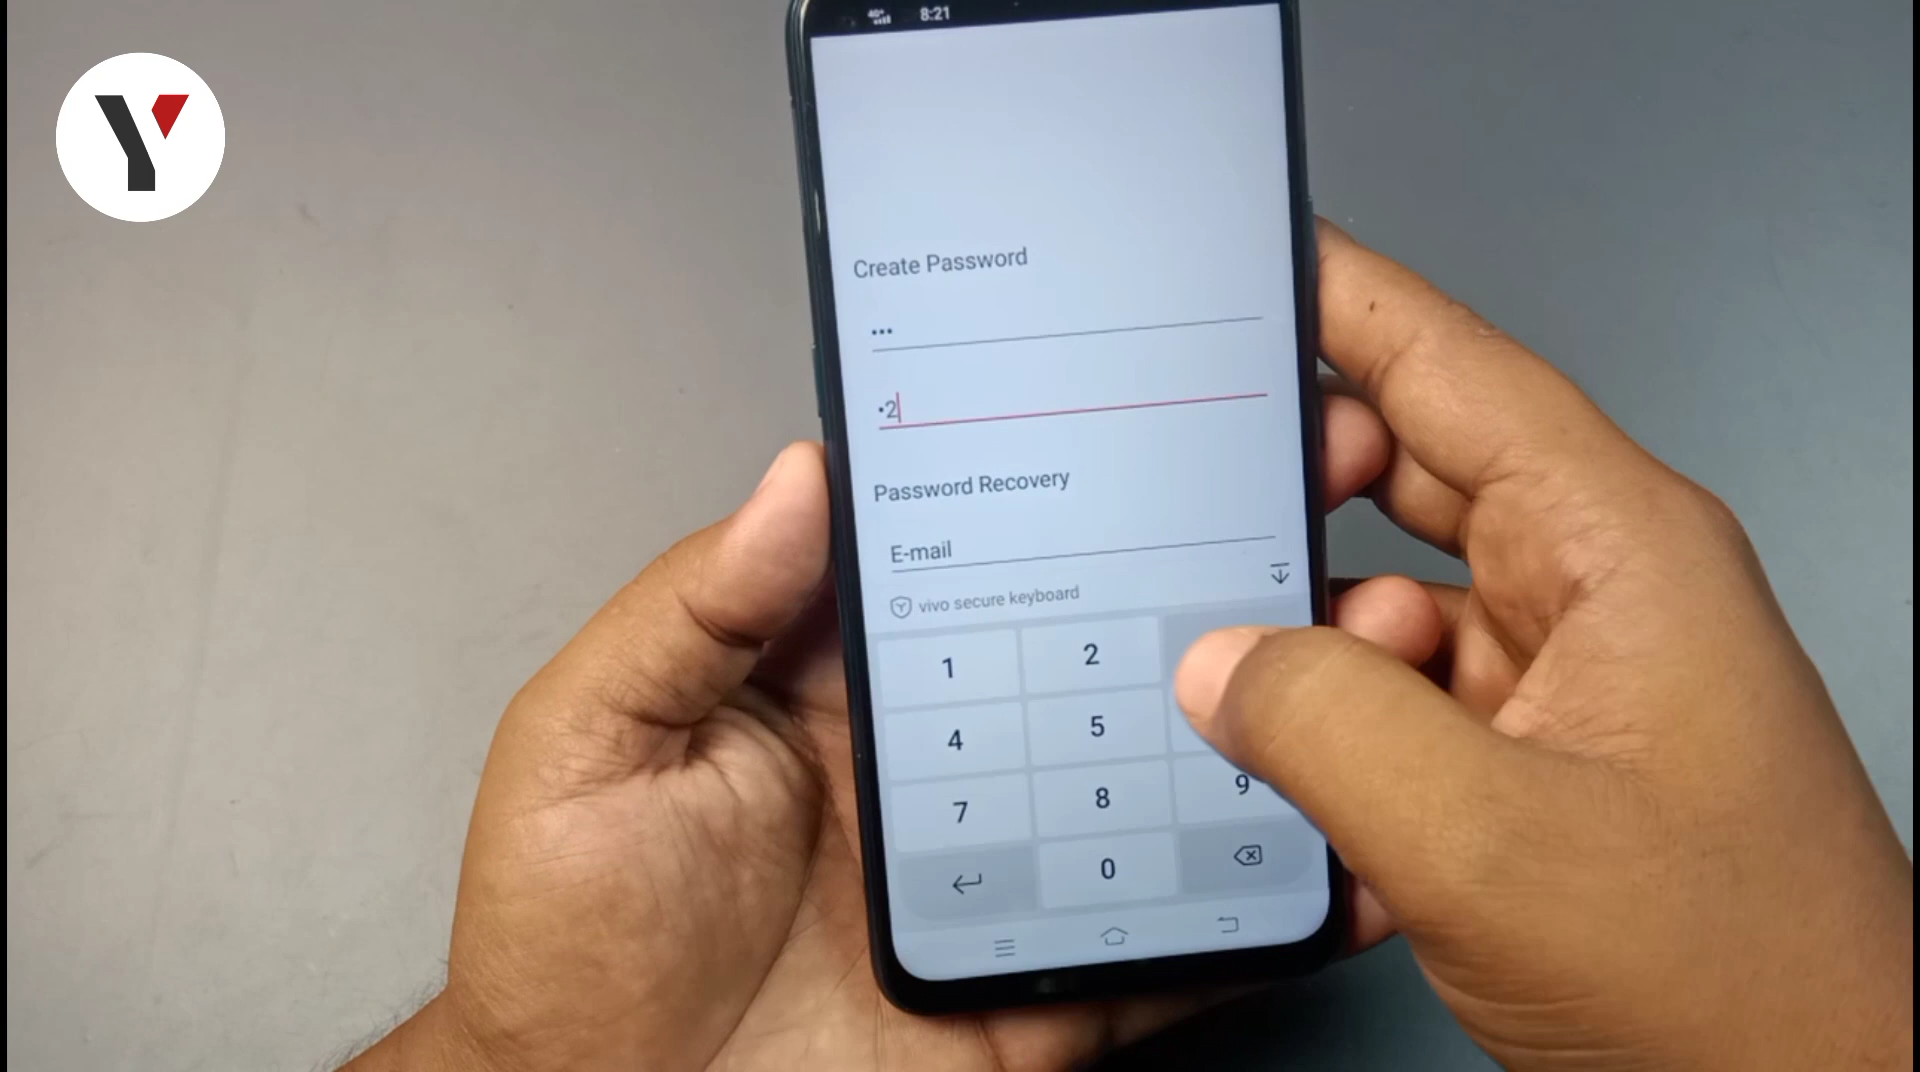 4G+ 8:21
Create Password
•••
•2
Password Recovery
E-mail
vivo secure keyboard
1 2
4 5
7 8 9
0